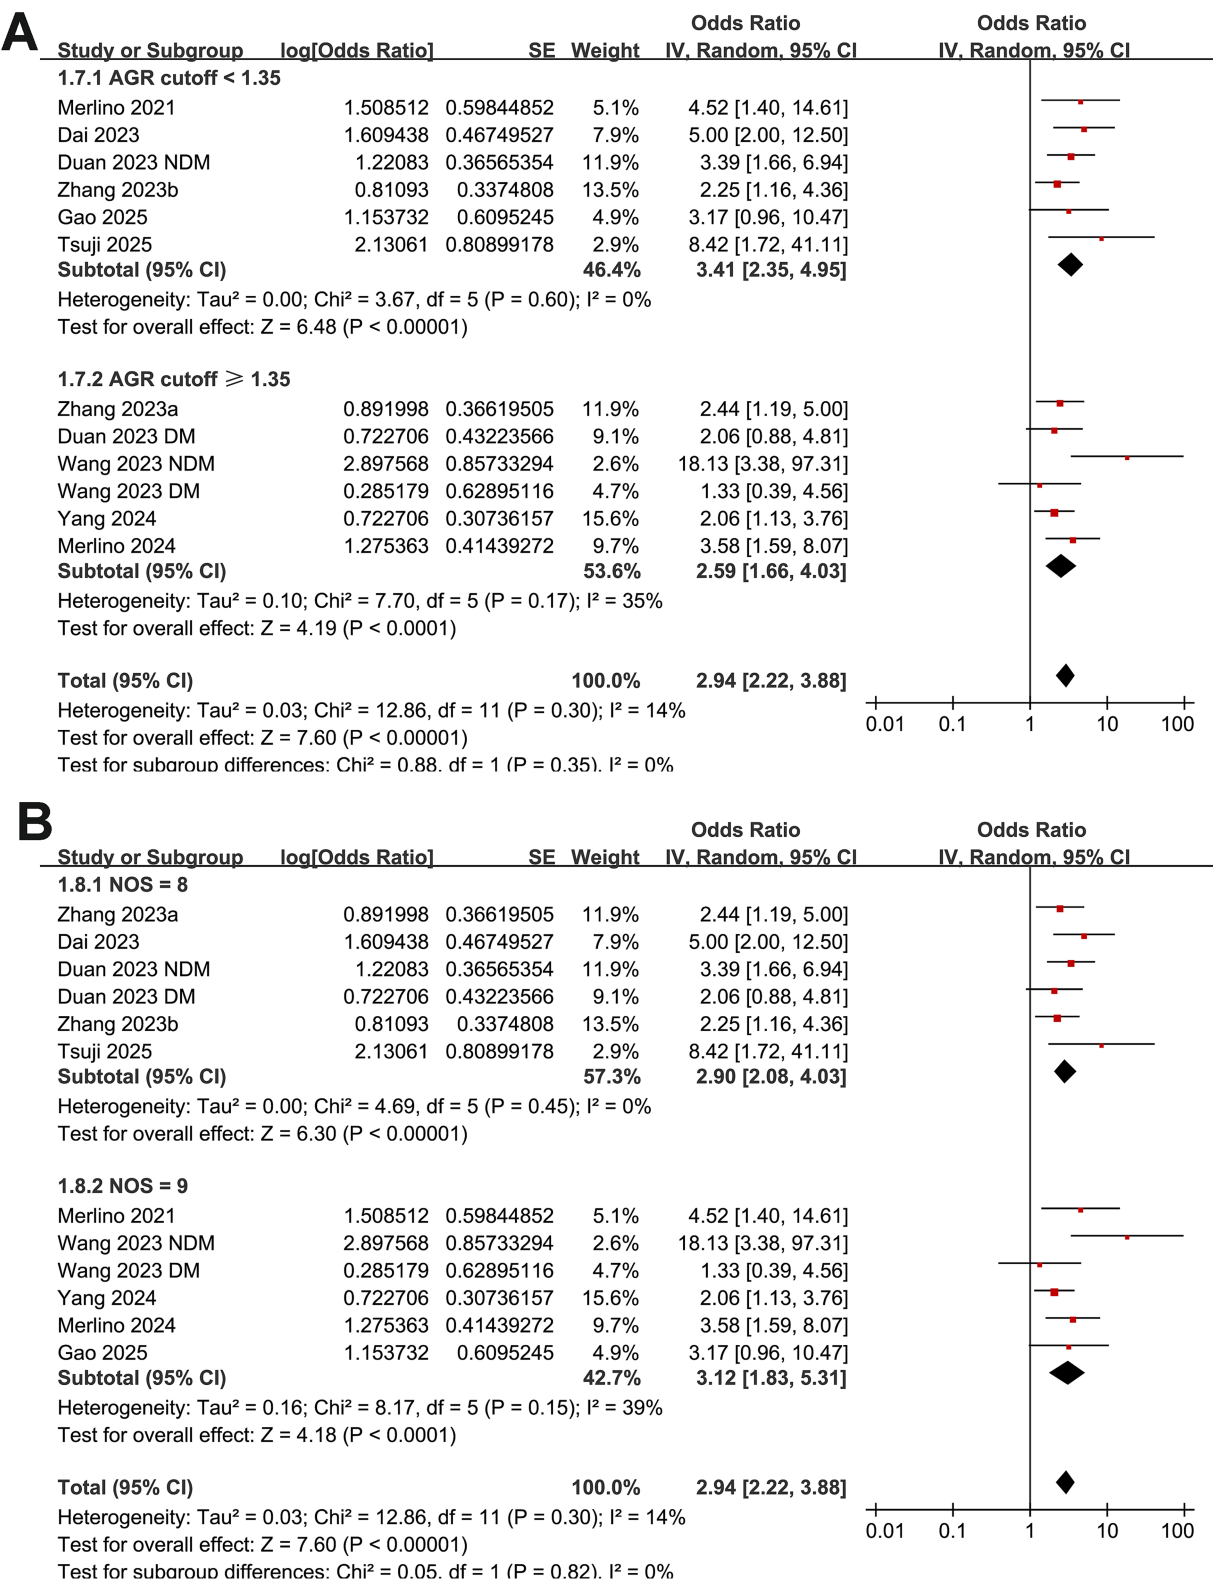 A
Odds Ratio Odds Ratio
Study or Subgroup log[Odds Ratio] SE Weight IV, Random, 95% CI IV, Random, 95% CI
1.7.1 AGR cutoff < 1.35
Merlino 2021 1.508512 0.59844852 5.1% 4.52 [1.40, 14.61]
Dai 2023 1.609438 0.46749527 7.9% 5.00 [2.00, 12.50]
Duan 2023 NDM 1.22083 0.36565354 11.9% 3.39 [1.66, 6.94]
Zhang 2023b 0.81093 0.3374808 13.5% 2.25 [1.16, 4.36]
Gao 2025 1.153732 0.6095245 4.9% 3.17 [0.96, 10.47]
Tsuji 2025 2.13061 0.80899178 2.9% 8.42 [1.72, 41.11]
Subtotal (95% CI) 46.4% 3.41 [2.35, 4.95]
Heterogeneity: Tau² = 0.00; Chi² = 3.67, df = 5 (P = 0.60); I² = 0%
Test for overall effect: Z = 6.48 (P < 0.00001)
1.7.2 AGR cutoff ⩾ 1.35
Zhang 2023a 0.891998 0.36619505 11.9% 2.44 [1.19, 5.00]
Duan 2023 DM 0.722706 0.43223566 9.1% 2.06 [0.88, 4.81]
Wang 2023 NDM 2.897568 0.85733294 2.6% 18.13 [3.38, 97.31]
Wang 2023 DM 0.285179 0.62895116 4.7% 1.33 [0.39, 4.56]
Yang 2024 0.722706 0.30736157 15.6% 2.06 [1.13, 3.76]
Merlino 2024 1.275363 0.41439272 9.7% 3.58 [1.59, 8.07]
Subtotal (95% CI) 53.6% 2.59 [1.66, 4.03]
Heterogeneity: Tau² = 0.10; Chi² = 7.70, df = 5 (P = 0.17); I² = 35%
Test for overall effect: Z = 4.19 (P < 0.0001)
Total (95% CI) 100.0% 2.94 [2.22, 3.88]
Heterogeneity: Tau² = 0.03; Chi² = 12.86, df = 11 (P = 0.30); I² = 14%
0.01 0.1 1 10 100
Test for overall effect: Z = 7.60 (P < 0.00001)
Test for subgroup differences: Chi² = 0.88, df = 1 (P = 0.35), I² = 0%
B
Odds Ratio Odds Ratio
Study or Subgroup log[Odds Ratio] SE Weight IV, Random, 95% CI IV, Random, 95% CI
1.8.1 NOS = 8
Zhang 2023a 0.891998 0.36619505 11.9% 2.44 [1.19, 5.00]
Dai 2023 1.609438 0.46749527 7.9% 5.00 [2.00, 12.50]
Duan 2023 NDM 1.22083 0.36565354 11.9% 3.39 [1.66, 6.94]
Duan 2023 DM 0.722706 0.43223566 9.1% 2.06 [0.88, 4.81]
Zhang 2023b 0.81093 0.3374808 13.5% 2.25 [1.16, 4.36]
Tsuji 2025 2.13061 0.80899178 2.9% 8.42 [1.72, 41.11]
Subtotal (95% CI) 57.3% 2.90 [2.08, 4.03]
Heterogeneity: Tau² = 0.00; Chi² = 4.69, df = 5 (P = 0.45); I² = 0%
Test for overall effect: Z = 6.30 (P < 0.00001)
1.8.2 NOS = 9
Merlino 2021 1.508512 0.59844852 5.1% 4.52 [1.40, 14.61]
Wang 2023 NDM 2.897568 0.85733294 2.6% 18.13 [3.38, 97.31]
Wang 2023 DM 0.285179 0.62895116 4.7% 1.33 [0.39, 4.56]
Yang 2024 0.722706 0.30736157 15.6% 2.06 [1.13, 3.76]
Merlino 2024 1.275363 0.41439272 9.7% 3.58 [1.59, 8.07]
Gao 2025 1.153732 0.6095245 4.9% 3.17 [0.96, 10.47]
Subtotal (95% CI) 42.7% 3.12 [1.83, 5.31]
Heterogeneity: Tau² = 0.16; Chi² = 8.17, df = 5 (P = 0.15); I² = 39%
Test for overall effect: Z = 4.18 (P < 0.0001)
Total (95% CI) 100.0% 2.94 [2.22, 3.88]
Heterogeneity: Tau² = 0.03; Chi² = 12.86, df = 11 (P = 0.30); I² = 14%
0.01 0.1 1 10 100
Test for overall effect: Z = 7.60 (P < 0.00001)
Test for subgroup differences: Chi² = 0.05, df = 1 (P = 0.82), I² = 0%